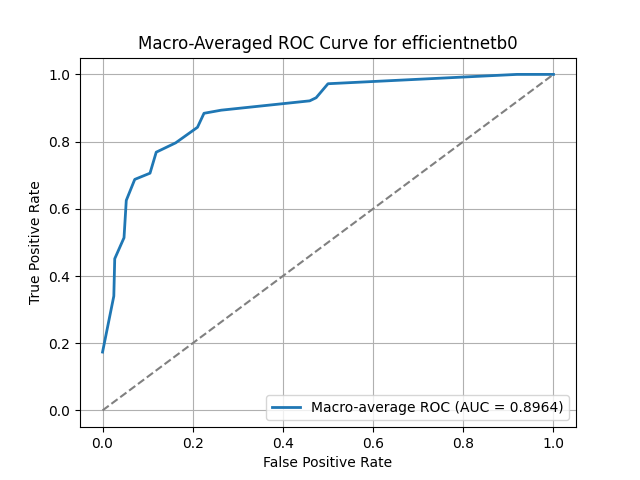 Macro-Averaged ROC Curve for efficientnetb0
True Positive Rate
1.0
0.8
0.6
0.4
0.2
0.0
Macro-average ROC (AUC = 0.8964)
0.0 0.2 0.4 0.6 0.8 1.0
False Positive Rate